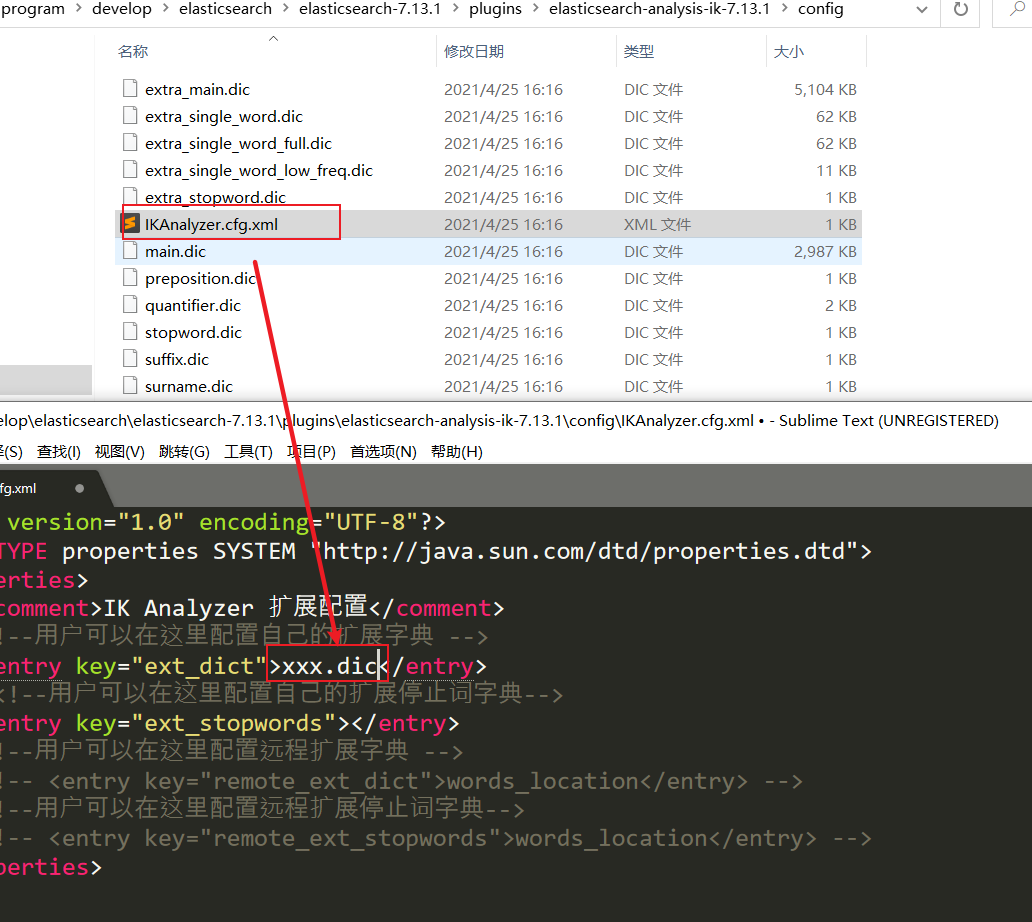 program > develop > elasticsearch > elasticsearch-7.13.1 > plugins > elasticsearch-analysis-ik-7.13.1 > config
名称 修改日期 类型 大小
extra_main.dic 2021/4/25 16:16 DIC 文件 5,104 KB
extra_single_word.dic 2021/4/25 16:16 DIC 文件 62 KB
extra_single_word_full.dic 2021/4/25 16:16 DIC 文件 62 KB
extra_single_word_low_freq.dic 2021/4/25 16:16 DIC 文件 11 KB
extra_stopword.dic 2021/4/25 16:16 DIC 文件 1 KB
IKAnalyzer.cfg.xml 2021/4/25 16:16 XML 文件 1 KB
main.dic 2021/4/25 16:16 DIC 文件 2,987 KB
preposition.dic 2021/4/25 16:16 DIC 文件 1 KB
quantifier.dic 2021/4/25 16:16 DIC 文件 2 KB
stopword.dic 2021/4/25 16:16 DIC 文件 1 KB
suffix.dic 2021/4/25 16:16 DIC 文件 1 KB
surname.dic 2021/4/25 16:16 DIC 文件 1 KB
elop\elasticsearch\elasticsearch-7.13.1\plugins\elasticsearch-analysis-ik-7.13.1\config\IKAnalyzer.cfg.xml • - Sublime Text (UNREGISTERED)
(S) 查找(I) 视图(V) 跳转(G) 工具(T) 项目(P) 首选项(N) 帮助(H)
fg.xml
version="1.0" encoding="UTF-8"?>
TYPE properties SYSTEM "http://java.sun.com/dtd/properties.dtd">
erties>
comment>IK Analyzer 扩展配置</comment>
!--用户可以在这里配置自己的扩展字典 -->
entry key="ext_dict">xxx.dic</entry>
<!--用户可以在这里配置自己的扩展停止词字典-->
entry key="ext_stopwords"></entry>
!--用户可以在这里配置远程扩展字典 -->
!-- <entry key="remote_ext_dict">words_location</entry> -->
!--用户可以在这里配置远程扩展停止词字典-->
!-- <entry key="remote_ext_stopwords">words_location</entry> -->
perties>